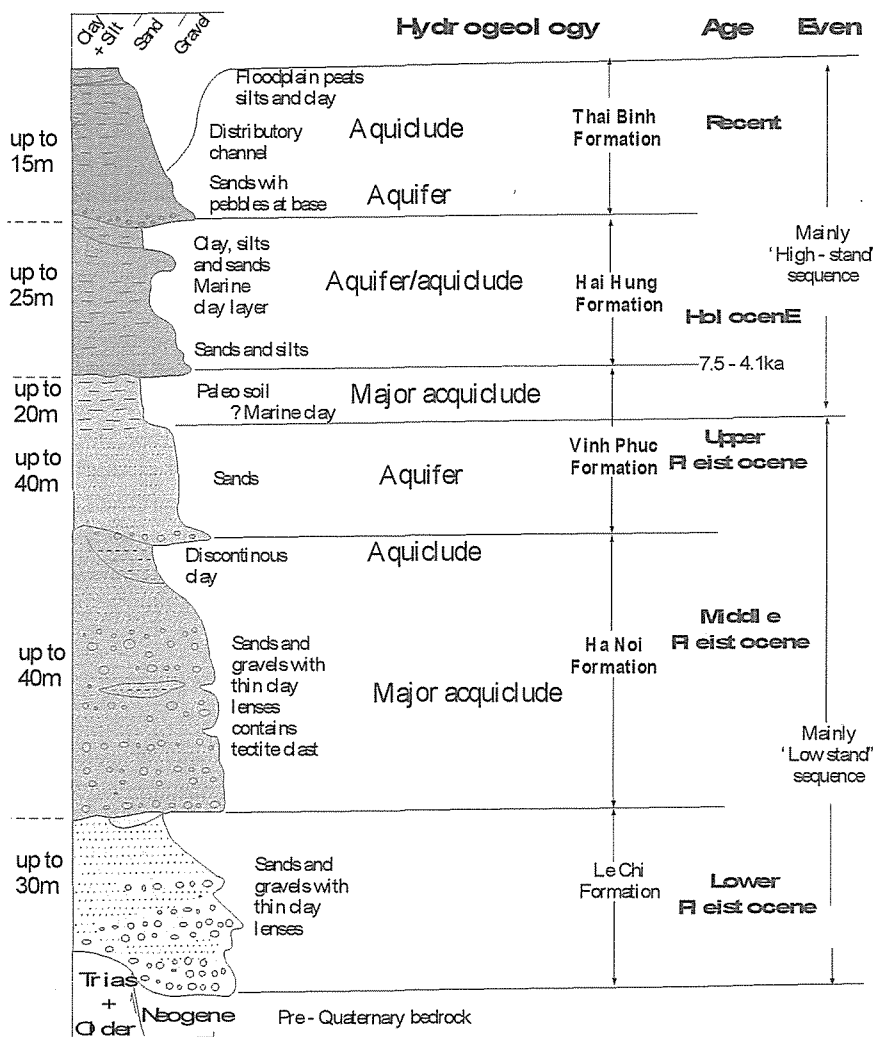 Clay + Silt Sand Gravel
Hydrogeology Age Even
up to
15m
Floodplain peats
silts and clay
Distributory
channel
Sands wih
pebbles at base
Aquiclude
Aquifer
Thai Binh
Formation
Recent
up to
25m
Clay, silts
and sands
Marine
clay layer
Sands and silts
Aquifer/aquiclude
Hai Hung
Formation
HolocenE
7.5 - 4.1ka
Mainly
'High - stand'
sequence
up to
20m
Paleo soil
? Marine clay
Major acquiclude
up to
40m
Sands
Aquifer
Vinh Phuc
Formation
Upper
Pleistocene
Discontinous
clay
Aquiclude
up to
40m
Sands and
gravels with
thin clay
lenses
contains
tectite clast
Major acquiclude
Ha Noi
Formation
Middle
Pleistocene
Mainly
'Low stand"
sequence
up to
30m
Sands and
gravels with
thin clay
lenses
Le Chi
Formation
Lower
Pleistocene
Trias
+
Older
Neogene
Pre - Quaternary bedrock